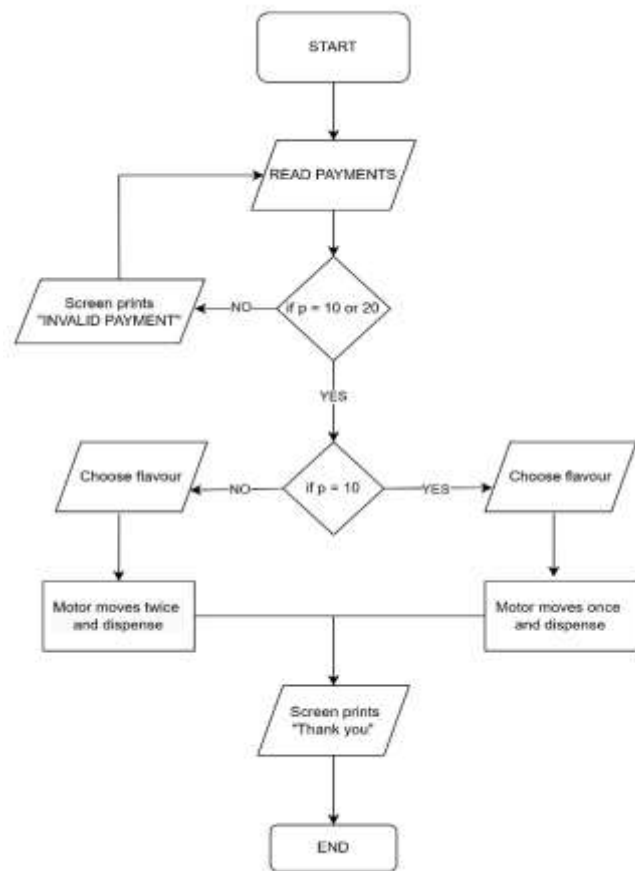 START
READ PAYMENTS
if p = 10 or 20
NO
Screen prints
"INVALID PAYMENT"
YES
if p = 10
NO
YES
Choose flavour
Choose flavour
Motor moves twice
and dispense
Motor moves once
and dispense
Screen prints
"Thank you"
END